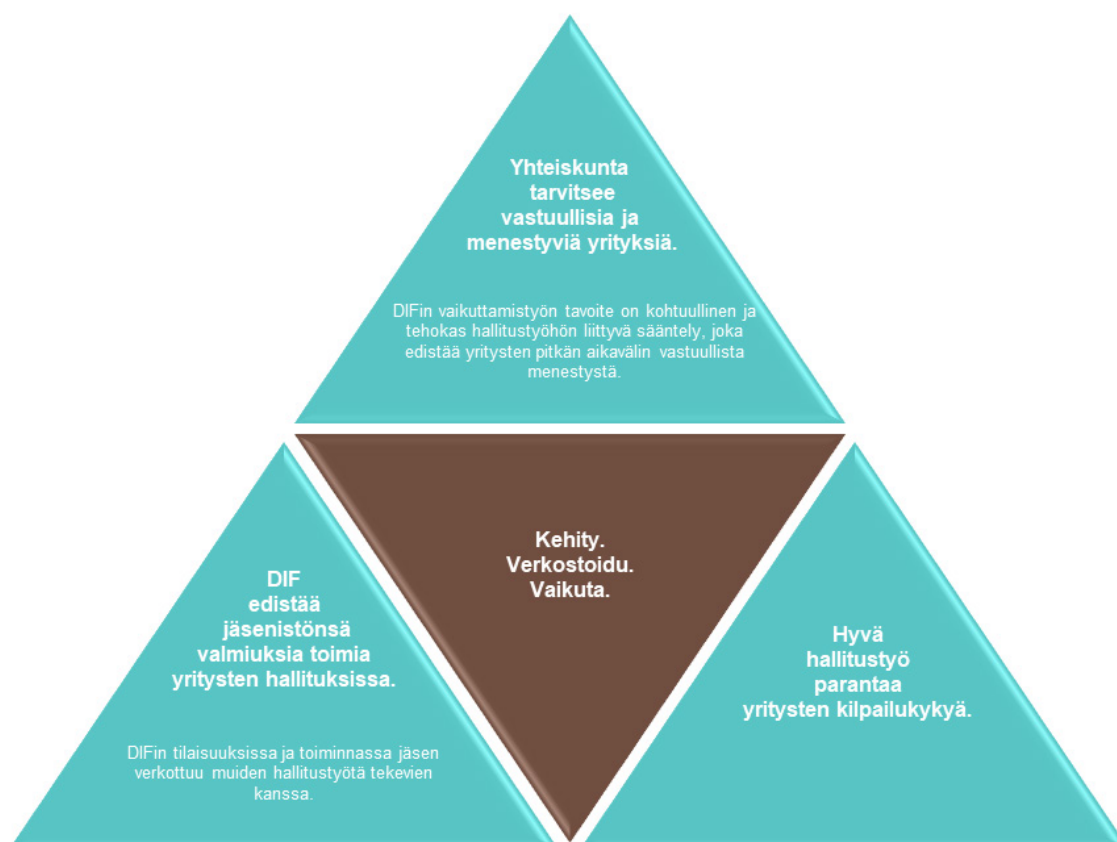 Yhteiskunta
tarvitsee
vastuullisia ja
menestyviä yrityksiä.
DIFin vaikuttamistyön tavoite on kohtuullinen ja
tehokas hallitustyöhön liittyvä sääntely, joka
edistää yritysten pitkän aikavälin vastuullista
menestystä.
Kehity.
Verkostoidu.
Vaikuta.
DIF
edistää
jäsenistönsä
valmiuksia toimia
yritysten hallituksissa.
DIFin tilaisuuksissa ja toiminnassa jäsen
verkottuu muiden hallitustyötä tekevien
kanssa.
Hyvä
hallitustyö
parantaa
yritysten kilpailukykyä.